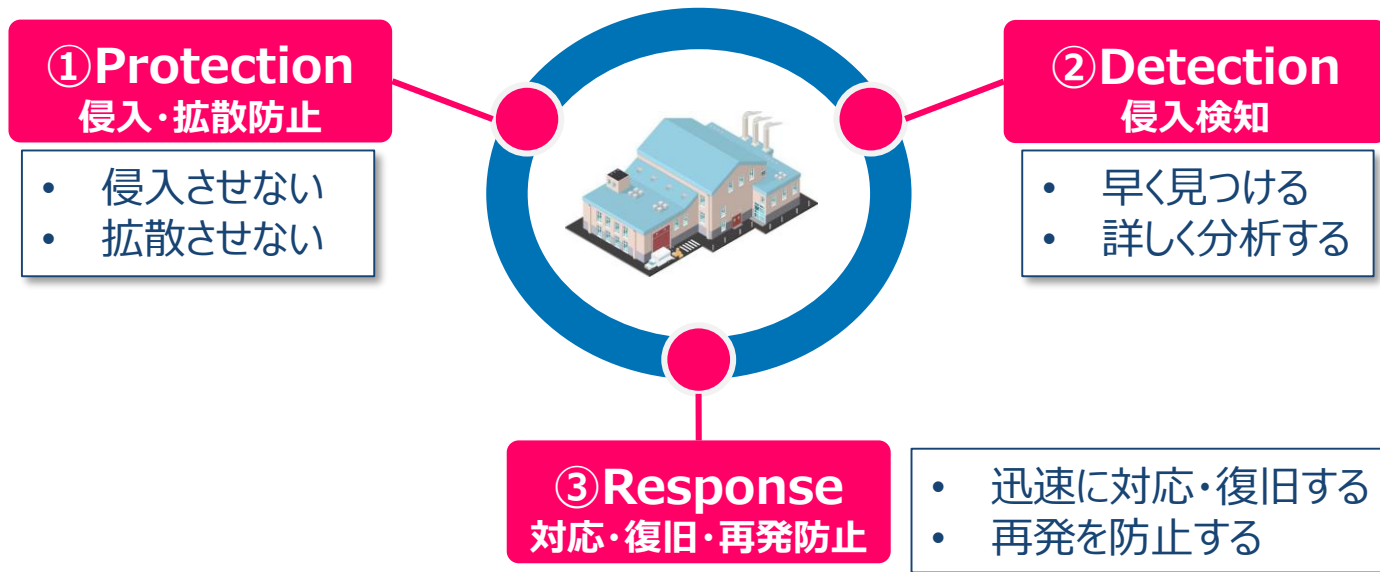 ①Protection
侵入・拡散防止
• 侵入させない
• 拡散させない
②Detection
侵入検知
• 早く見つける
• 詳しく分析する
③Response
対応・復旧・再発防止
• 迅速に対応・復旧する
• 再発を防止する